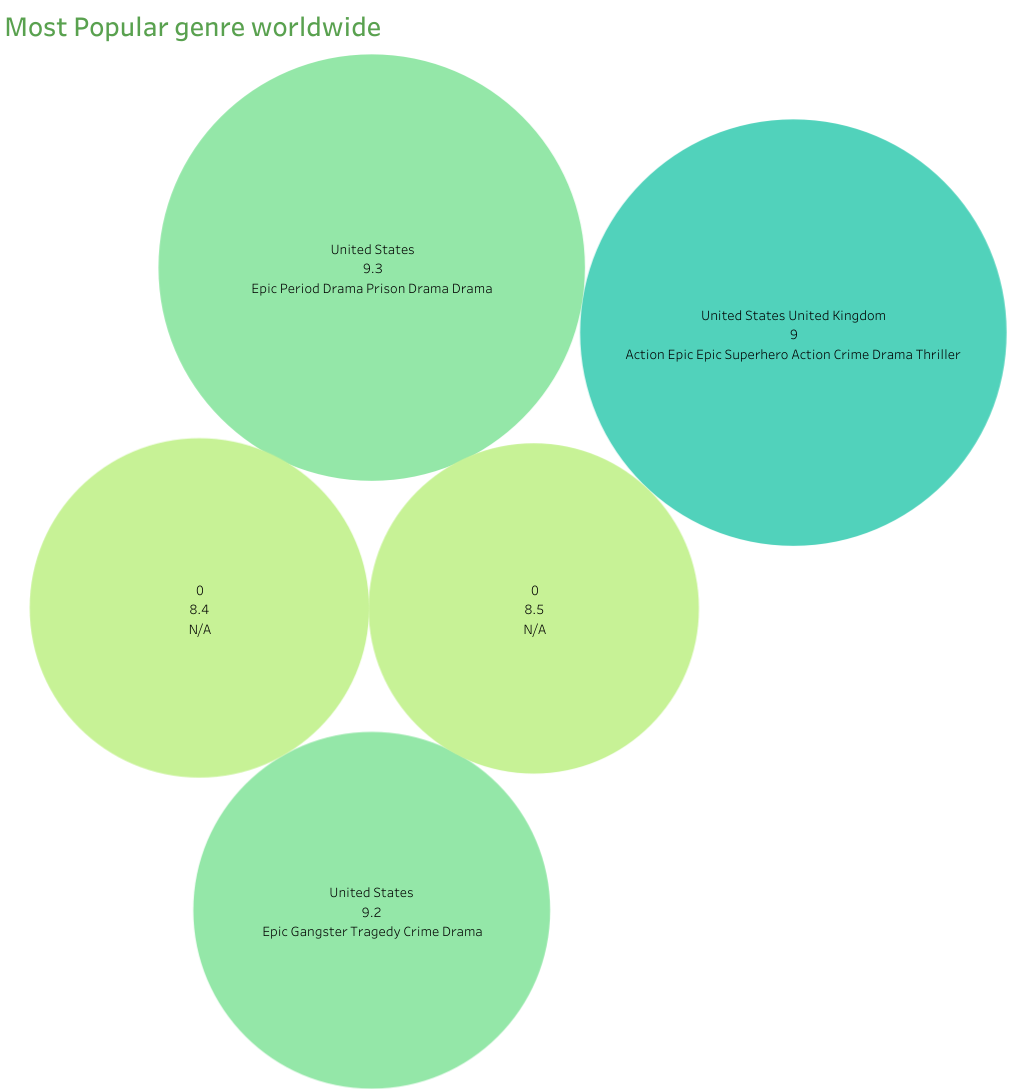 Most Popular genre worldwide
United States
9.3
Epic Period Drama Prison Drama Drama
United States United Kingdom
9
Action Epic Epic Superhero Action Crime Drama Thriller
0
8.4
N/A
0
8.5
N/A
United States
9.2
Epic Gangster Tragedy Crime Drama